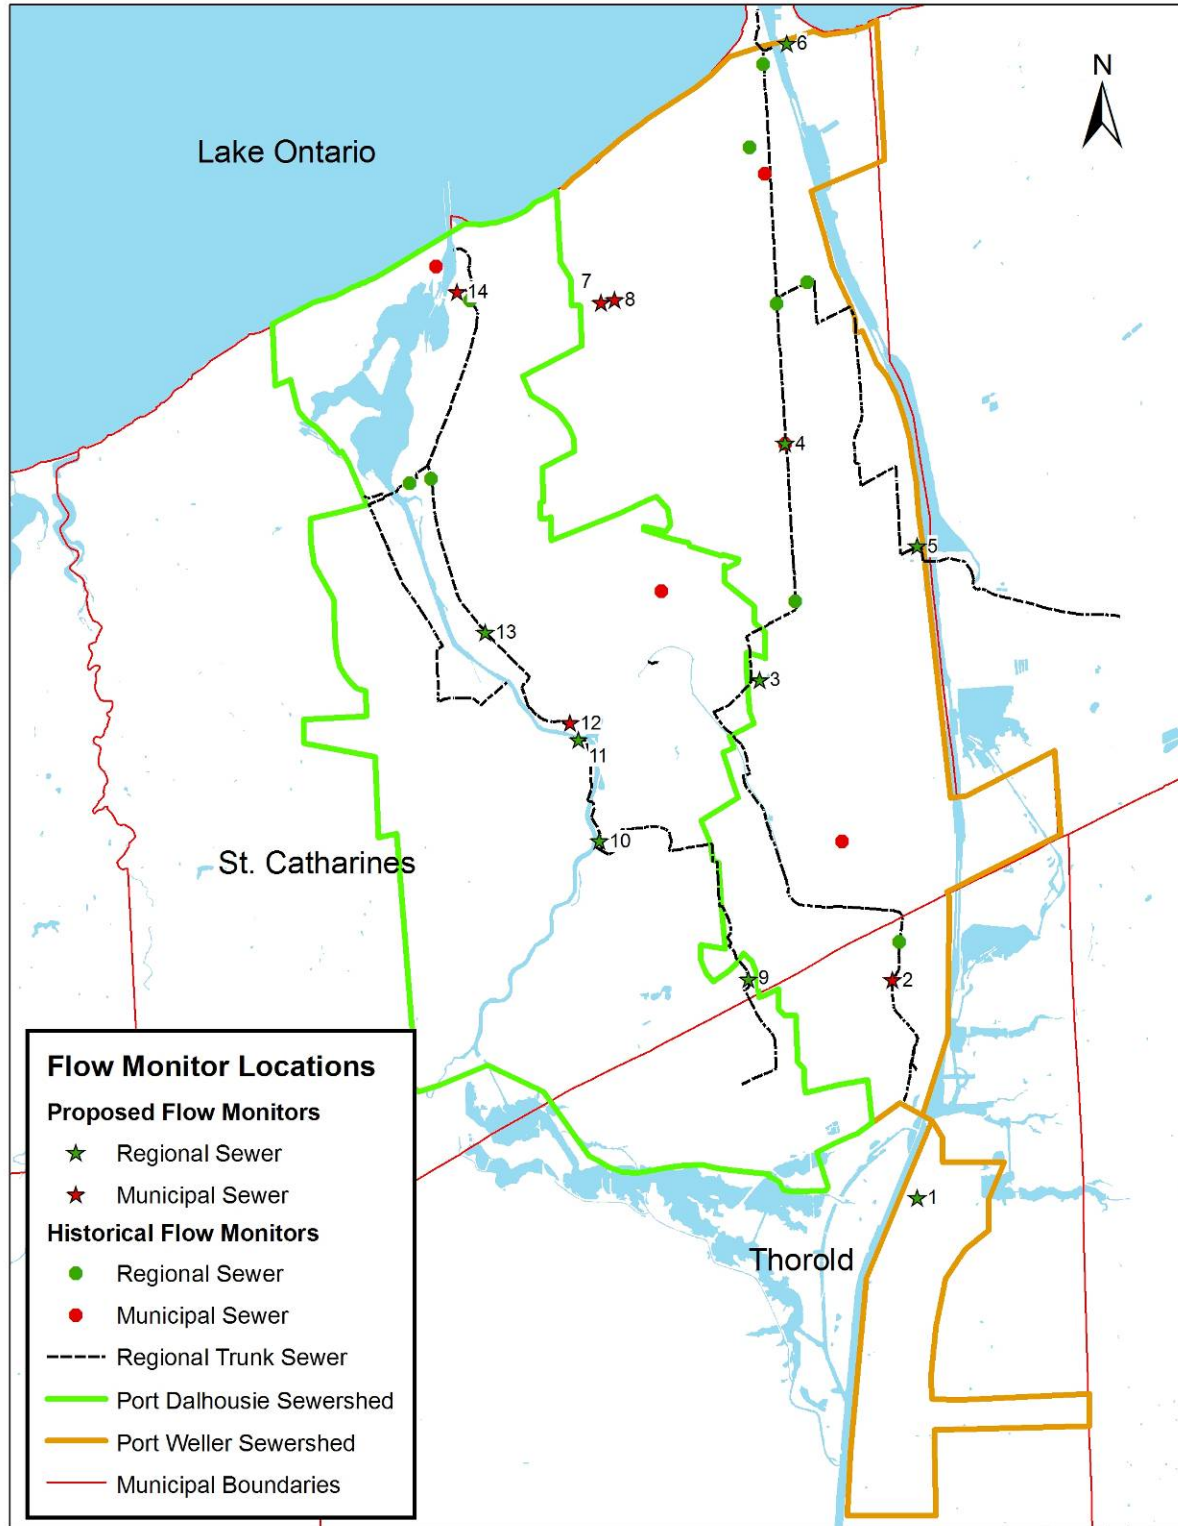 6
N
Lake Ontario
14
7
8
4
5
13
3
12
11
10
St. Catharines
9
2
Flow Monitor Locations
Proposed Flow Monitors
Regional Sewer
Municipal Sewer
Historical Flow Monitors
Regional Sewer
Municipal Sewer
Regional Trunk Sewer
Port Dalhousie Sewershed
Port Weller Sewershed
Municipal Boundaries
1
Thorold